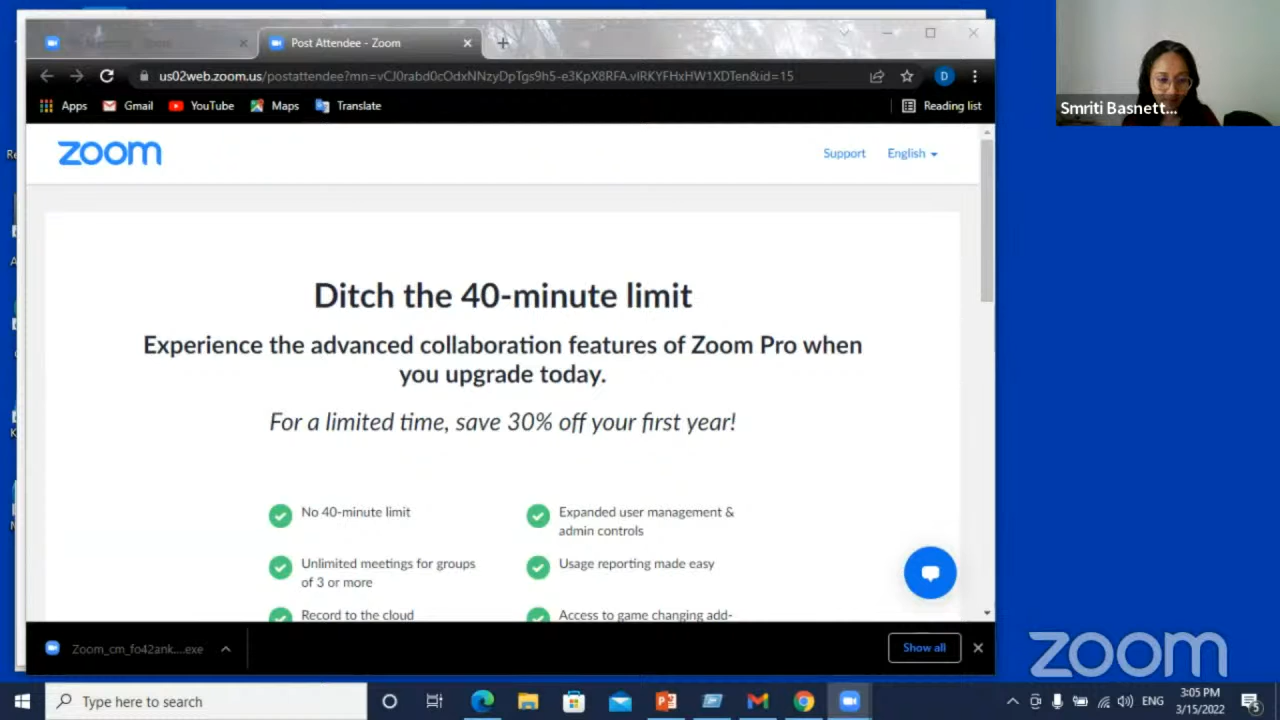 Post Attendee - Zoom
us02web.zoom.us/postattendee?mn=vCJ0rabd0cOdxNNzyDpTgs9h5-e3KpX8RFA.vlRKYFHxHW1XDTen&id=15
D
Apps
Gmail
YouTube
Maps
Translate
Reading list
Smriti Basnett...
zoom
Support
English
Ditch the 40-minute limit
Experience the advanced collaboration features of Zoom Pro when
you upgrade today.
For a limited time, save 30% off your first year!
No 40-minute limit
Expanded user management &
admin controls
Unlimited meetings for groups
of 3 or more
Usage reporting made easy
Record to the cloud
Access to game changing add-
Zoom_cm_fo42ank....exe
Show all
zoom
Type here to search
ENG
3:05 PM
3/15/2022
5